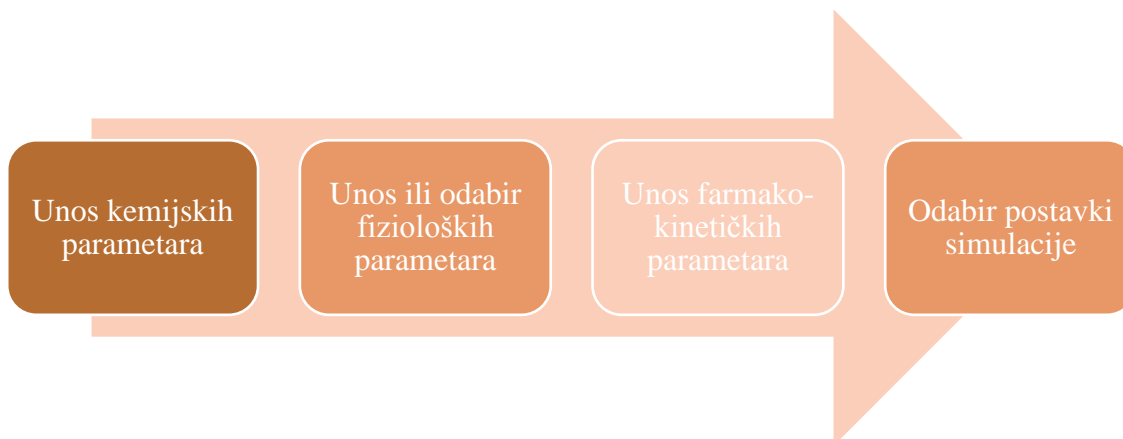 Unos kemijskih
parametara
Unos ili odabir
fizioloških
parametara
Unos farmako-
kinetičkih
parametara
Odabir postavki
simulacije